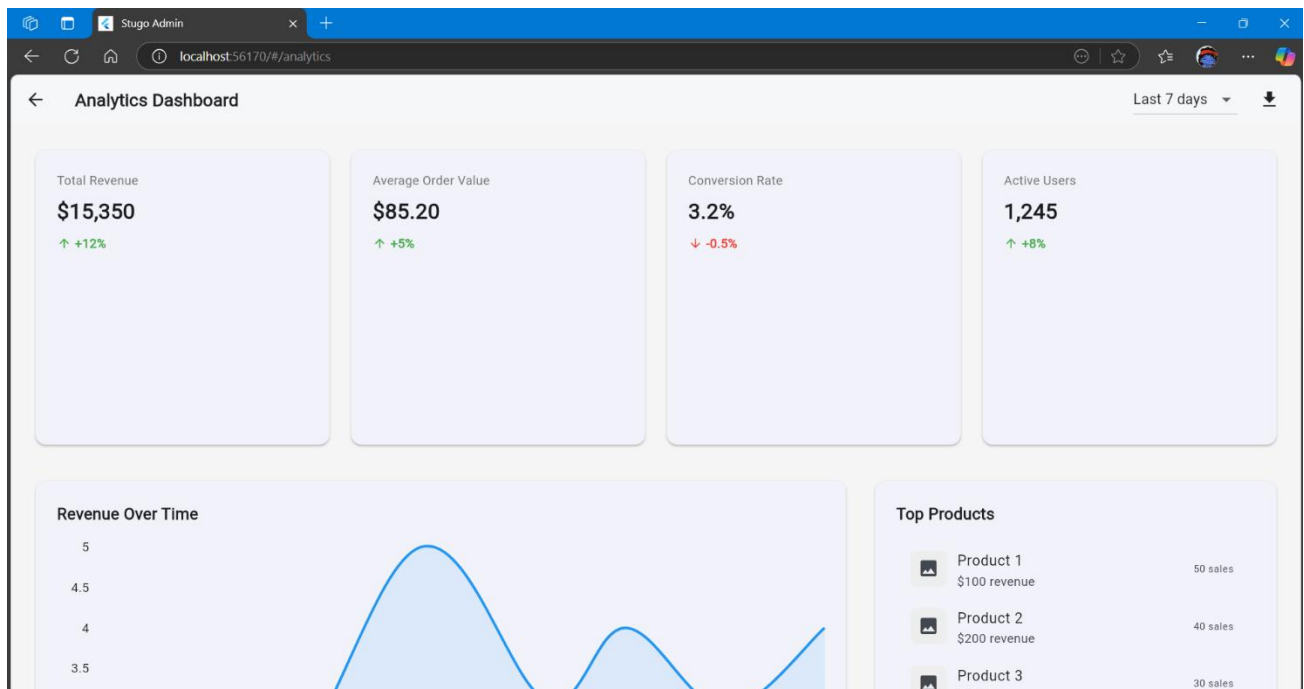 Stugo Admin
localhost:56170/#/analytics
Analytics Dashboard
Last 7 days
Total Revenue
$15,350
+12%
Average Order Value
$85.20
+5%
Conversion Rate
3.2%
-0.5%
Active Users
1,245
+8%
Revenue Over Time
5
4.5
4
3.5
Top Products
Product 1
$100 revenue
50 sales
Product 2
$200 revenue
40 sales
Product 3
30 sales